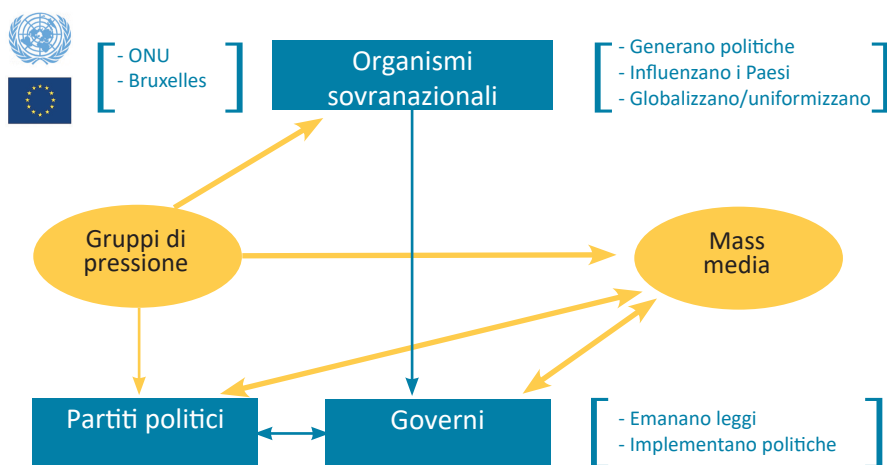 - ONU
- Bruxelles
Organismi
sovranazionali
- Generano politiche
- Influenzano i Paesi
- Globalizzano/uniformizzano
Gruppi di
pressione
Mass
media
Partiti politici
Governi
- Emanano leggi
- Implementano politiche